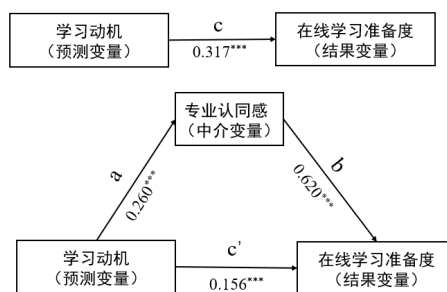 学习动机
（预测变量）
c
0.317***
在线学习准备度
（结果变量）
专业认同感
（中介变量）
a
0.260***
b
0.620***
学习动机
（预测变量）
c'
0.156***
在线学习准备度
（结果变量）